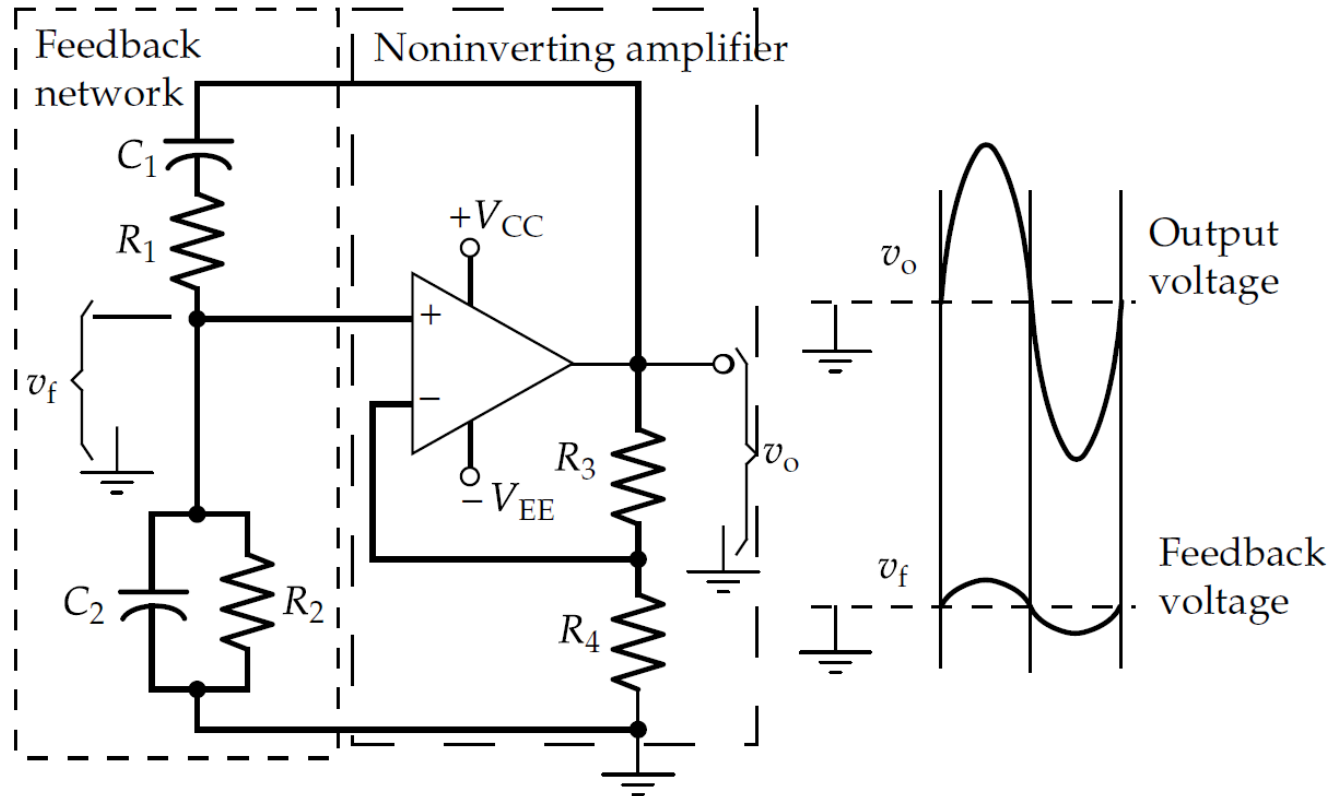 Feedback
network
Noninverting amplifier
C1
R1
+VCC
+
−
−VEE
vf
R3
vo
C2
R2
R4
vo
Output
voltage
vf
Feedback
voltage